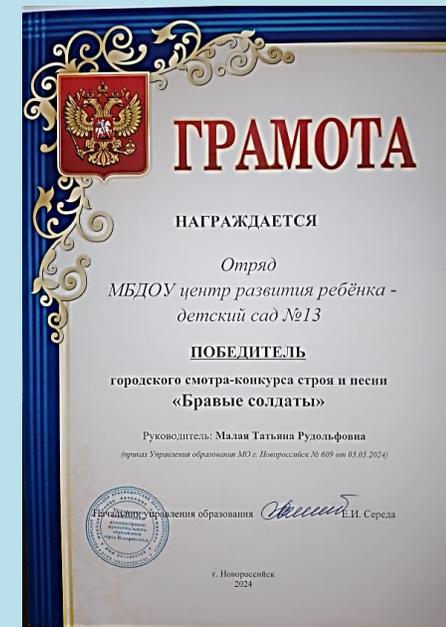 ГРАМОТА
НАГРАЖДАЕТСЯ
Отряд
МБДОУ центр развития ребёнка -
детский сад №13
ПОБЕДИТЕЛЬ
городского смотра-конкурса строя и песни
«Бравые солдаты»
Руководитель: Малая Татьяна Рудольфовна
(приказ Управления образования МО г. Новороссийск № 609 от 03.05.2024)
Начальник управления образования Е.И. Середа
г. Новороссийск
2024